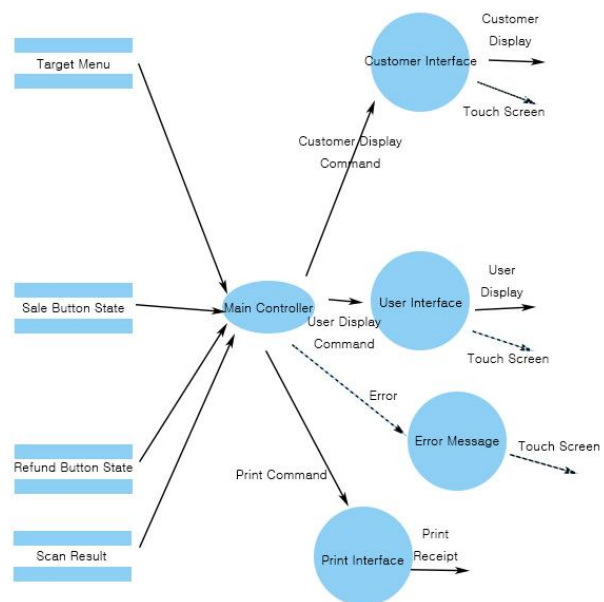 Customer
Display
Target Menu
Customer Interface
Touch Screen
Customer Display
Command
User
Display
Sale Button State
Main Controller
User Interface
User Display
Command
Touch Screen
Error
Error Message
Touch Screen
Refund Button State
Print Command
Print
Receipt
Scan Result
Print Interface